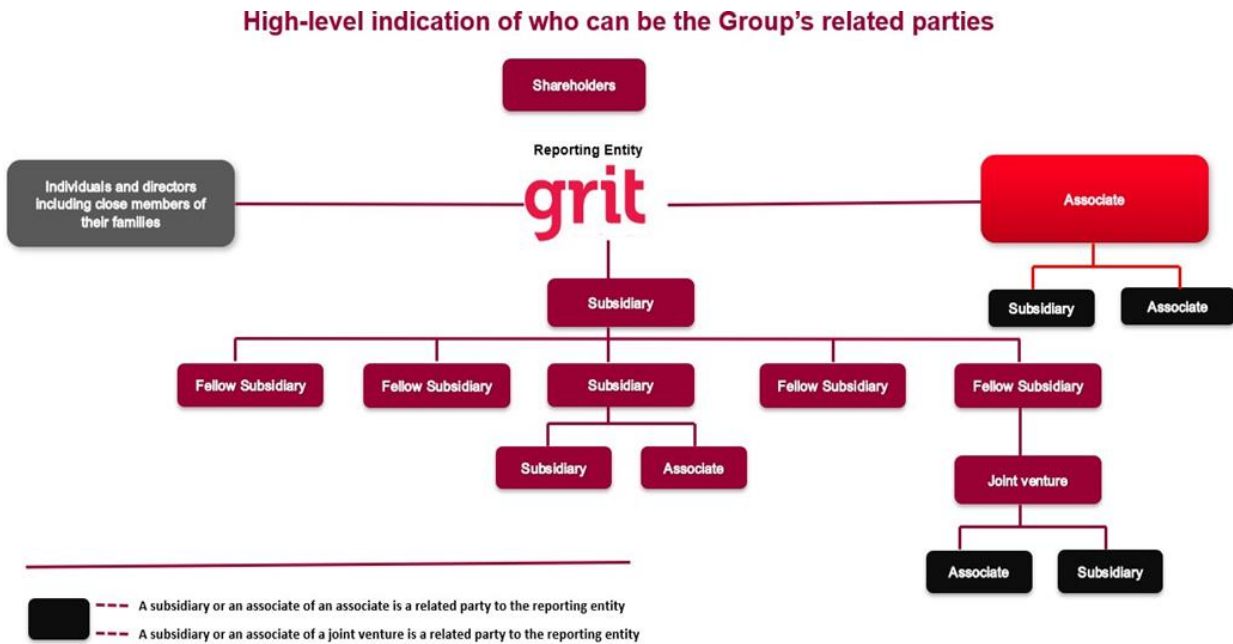 High-level indication of who can be the Group's related parties
Shareholders
Reporting Entity
grit
Individuals and directors
including close members of
their families
Associate
Subsidiary
Associate
Subsidiary
Fellow Subsidiary
Fellow Subsidiary
Subsidiary
Fellow Subsidiary
Fellow Subsidiary
Subsidiary
Associate
Joint venture
Associate
Subsidiary
A subsidiary or an associate of an associate is a related party to the reporting entity
A subsidiary or an associate of a joint venture is a related party to the reporting entity